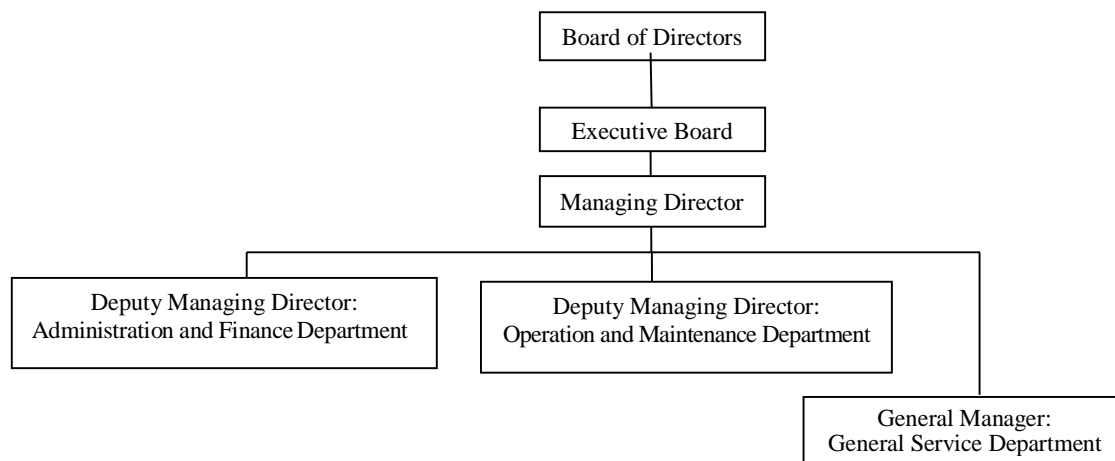 Board of Directors
Executive Board
Managing Director
Deputy Managing Director:
Administration and Finance Department
Deputy Managing Director:
Operation and Maintenance Department
General Manager:
General Service Department